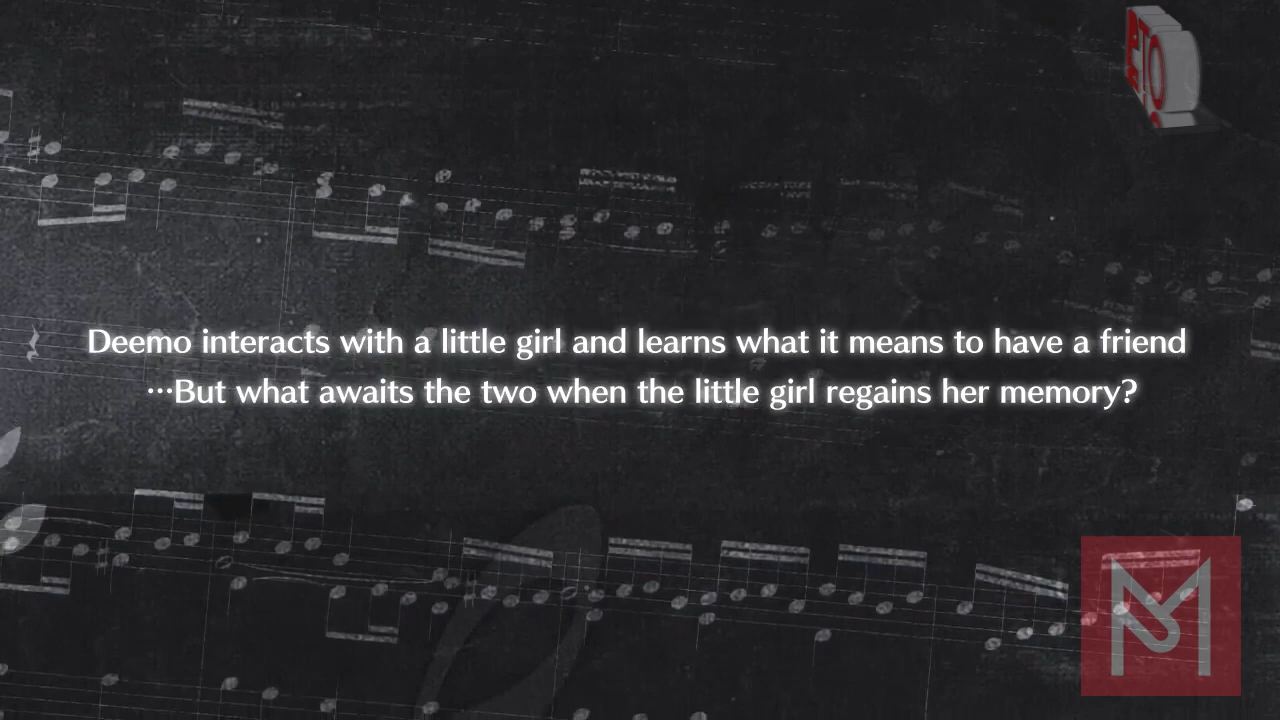 Deemo interacts with a little girl and learns what it means to have a friend
…But what awaits the two when the little girl regains her memory?